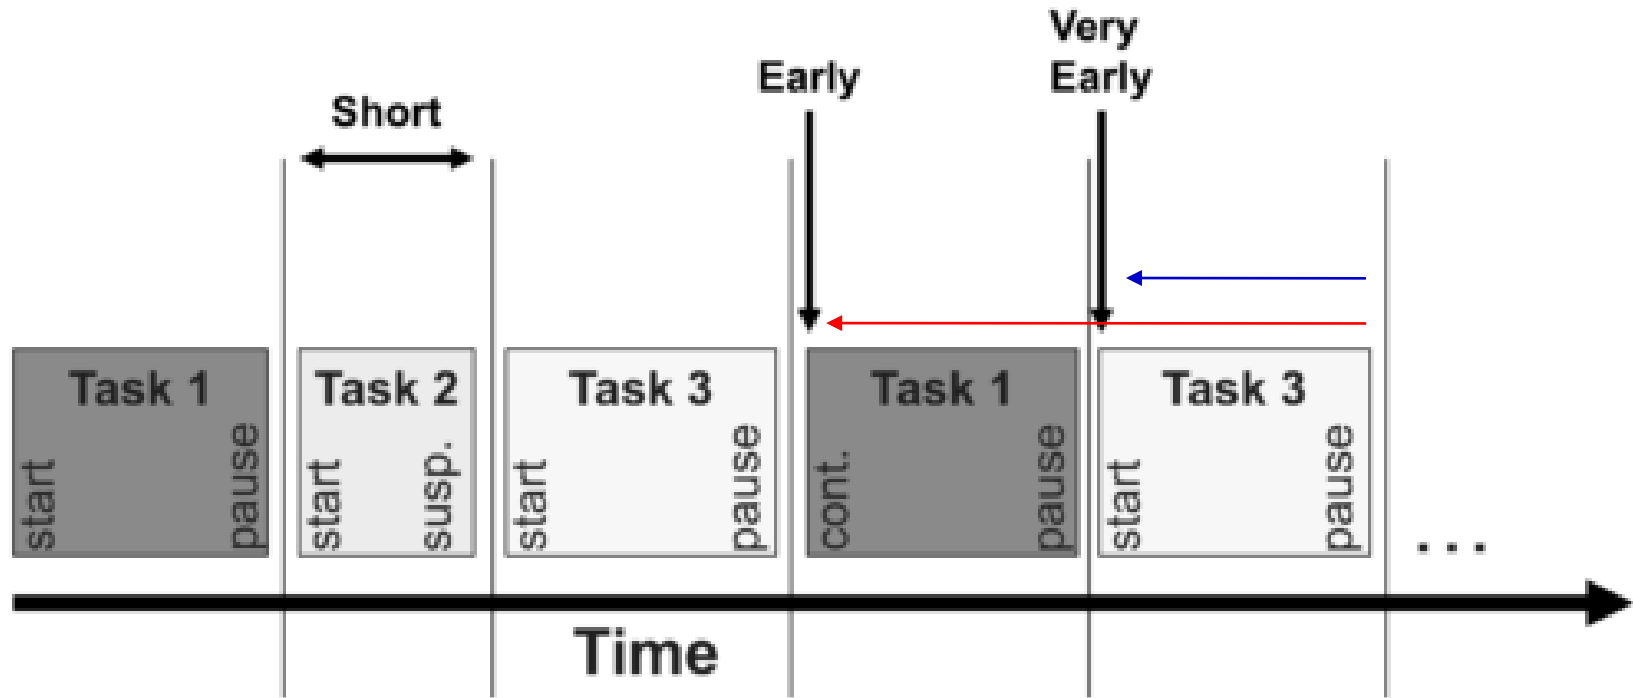 Very
Early
Early
Short
Task 1
start
pause
Task 2
start
susp.
Task 3
start
pause
Task 1
cont.
pause
Task 3
start
pause
...
Time